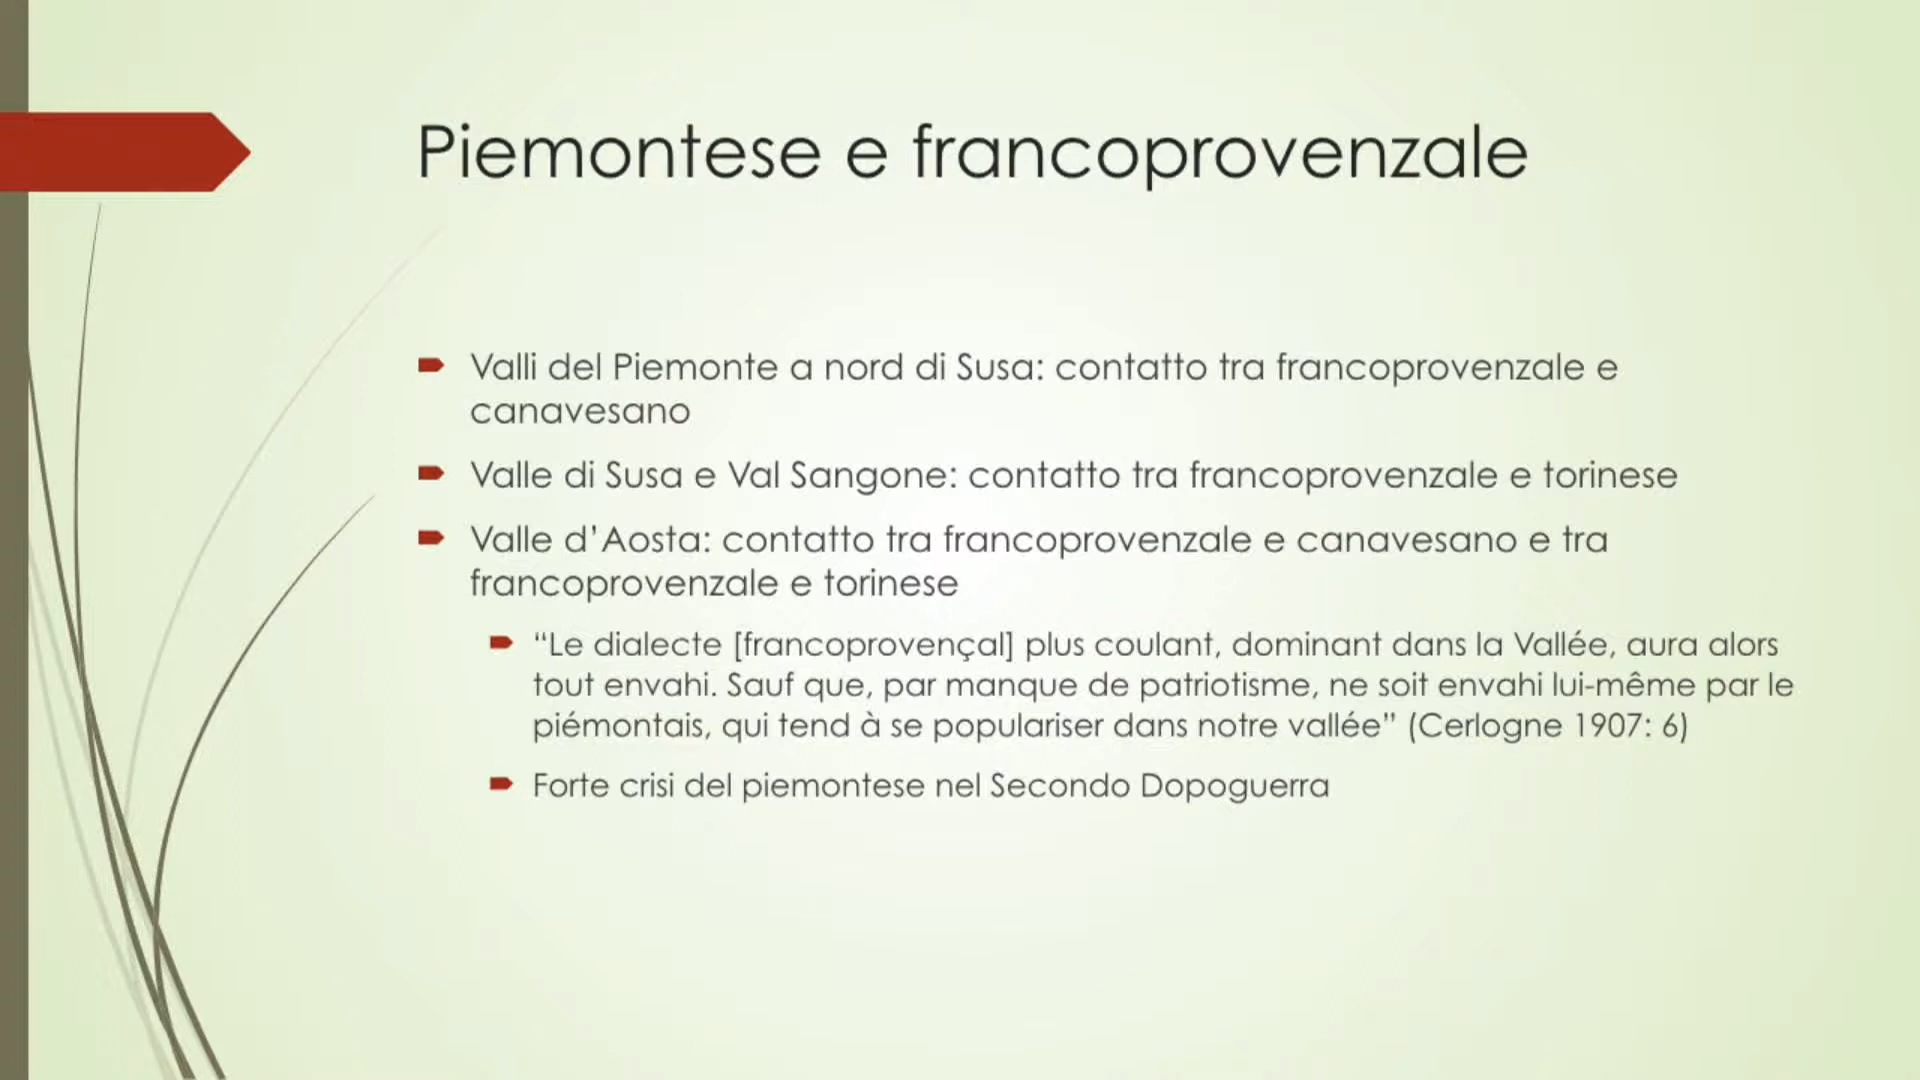 Piemontese e francoprovenzale
Valli del Piemonte a nord di Susa: contatto tra francoprovenzale e
canavesano
Valle di Susa e Val Sangone: contatto tra francoprovenzale e torinese
Valle d’Aosta: contatto tra francoprovenzale e canavesano e tra
francoprovenzale e torinese
“Le dialecte [francoprovençal] plus coulant, dominant dans la Vallée, aura alors
tout envahi. Sauf que, par manque de patriotisme, ne soit envahi lui-même par le
piémontais, qui tend à se populariser dans notre vallée” (Cerlogne 1907: 6)
Forte crisi del piemontese nel Secondo Dopoguerra